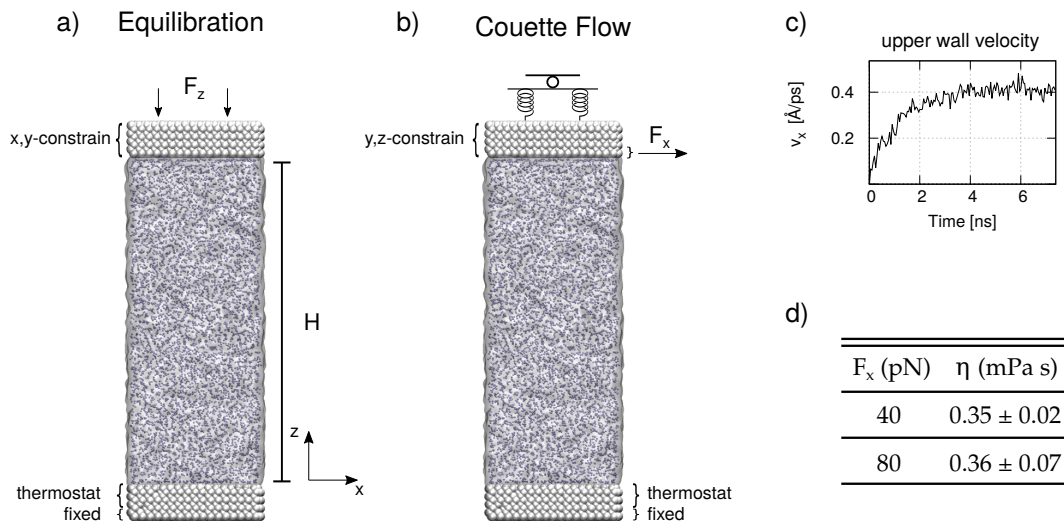 a) Equilibration
F_z
x,y-constrain
H
z
x
thermostat
fixed
b) Couette Flow
y,z-constrain
F_x
thermostat
fixed
c)
upper wall velocity
v_x [Å/ps]
0.4
0.2
0 2 4 6
Time [ns]
d)
F_x (pN) η (mPa s)
40 0.35 ± 0.02
80 0.36 ± 0.07